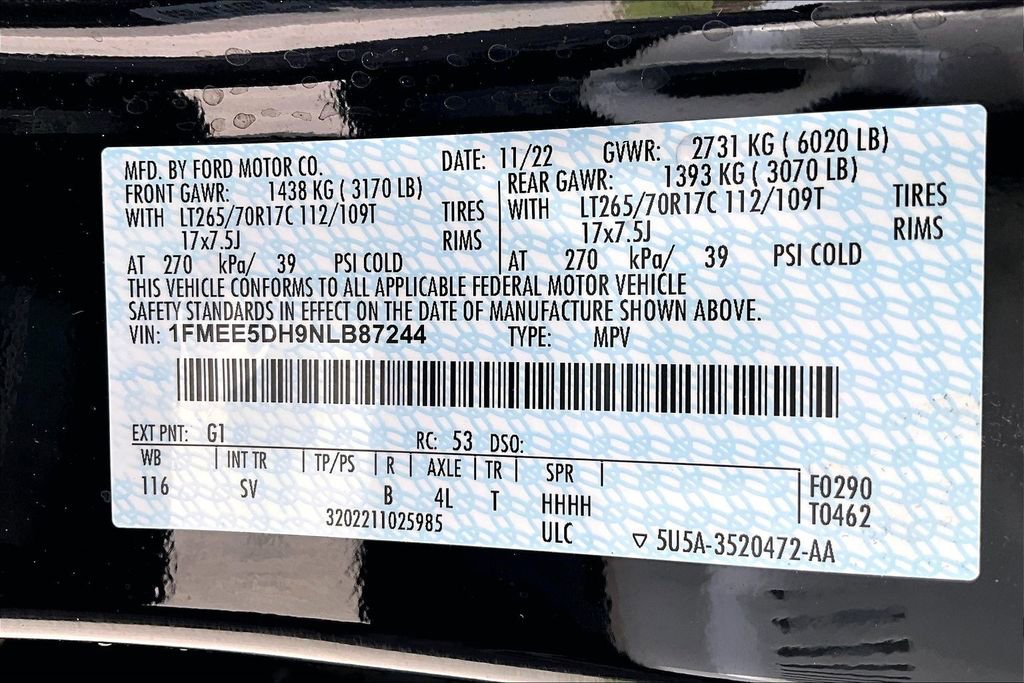 MFD. BY FORD MOTOR CO. DATE: 11/22 GVWR: 2731 KG ( 6020 LB)
FRONT GAWR: 1438 KG ( 3170 LB) REAR GAWR: 1393 KG ( 3070 LB)
WITH LT265/70R17C 112/109T TIRES WITH LT265/70R17C 112/109T TIRES
17x7.5J RIMS 17x7.5J RIMS
AT 270 kPa/ 39 PSI COLD AT 270 kPa/ 39 PSI COLD
THIS VEHICLE CONFORMS TO ALL APPLICABLE FEDERAL MOTOR VEHICLE
SAFETY STANDARDS IN EFFECT ON THE DATE OF MANUFACTURE SHOWN ABOVE.
VIN: 1FMEE5DH9NLB87244 TYPE: MPV
EXT PNT: G1 RC: 53 DSO:
WB INT TR TP/PS R AXLE TR SPR F0290
116 SV B 4L T HHHH T0462
3202211025985 ULC ▽ 5U5A-3520472-AA